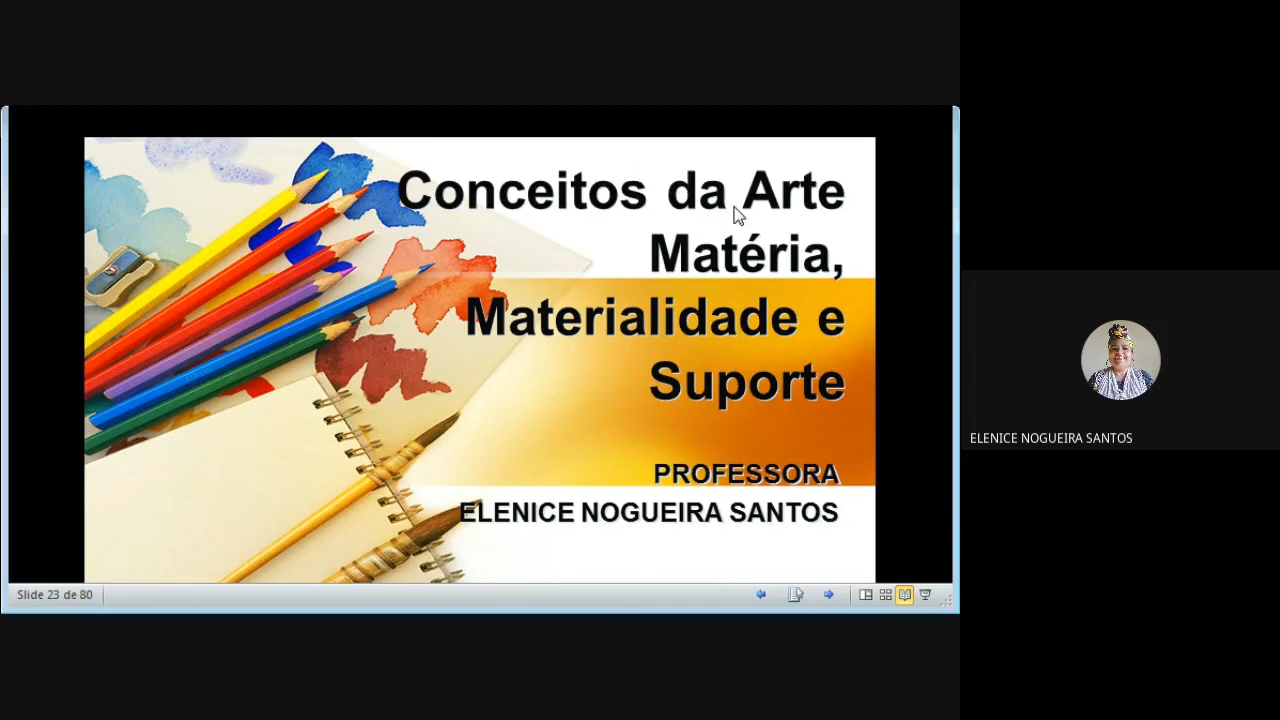 Conceitos da Arte
Matéria,
Materialidade e
Suporte
PROFESSORA
ELENICE NOGUEIRA SANTOS
Slide 23 de 80
ELENICE NOGUEIRA SANTOS